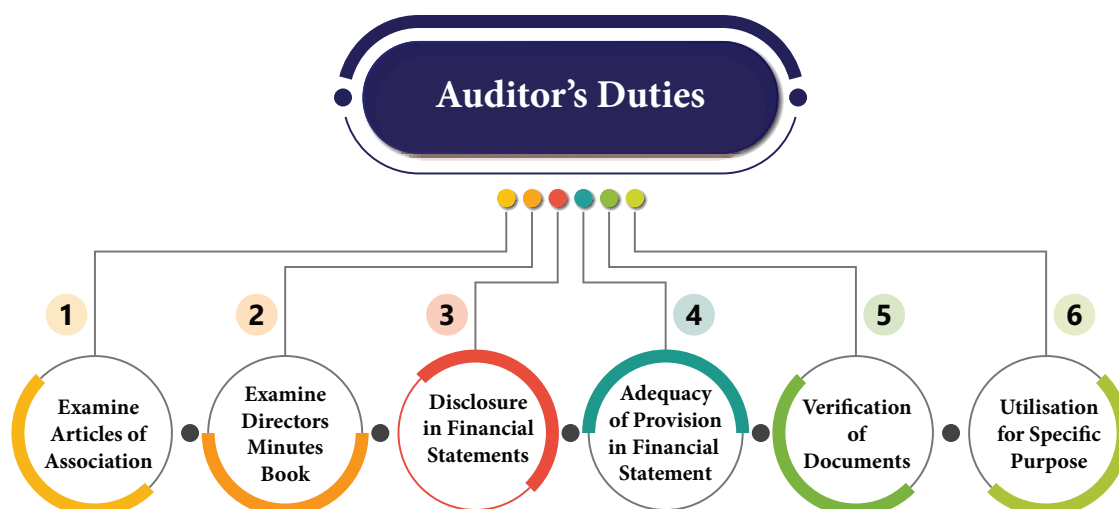 Auditor’s Duties
1
Examine
Articles of
Association
2
Examine
Directors
Minutes
Book
3
Disclosure
in Financial
Statements
4
Adequacy
of Provision
in Financial
Statement
5
Verification
of
Documents
6
Utilisation
for Specific
Purpose